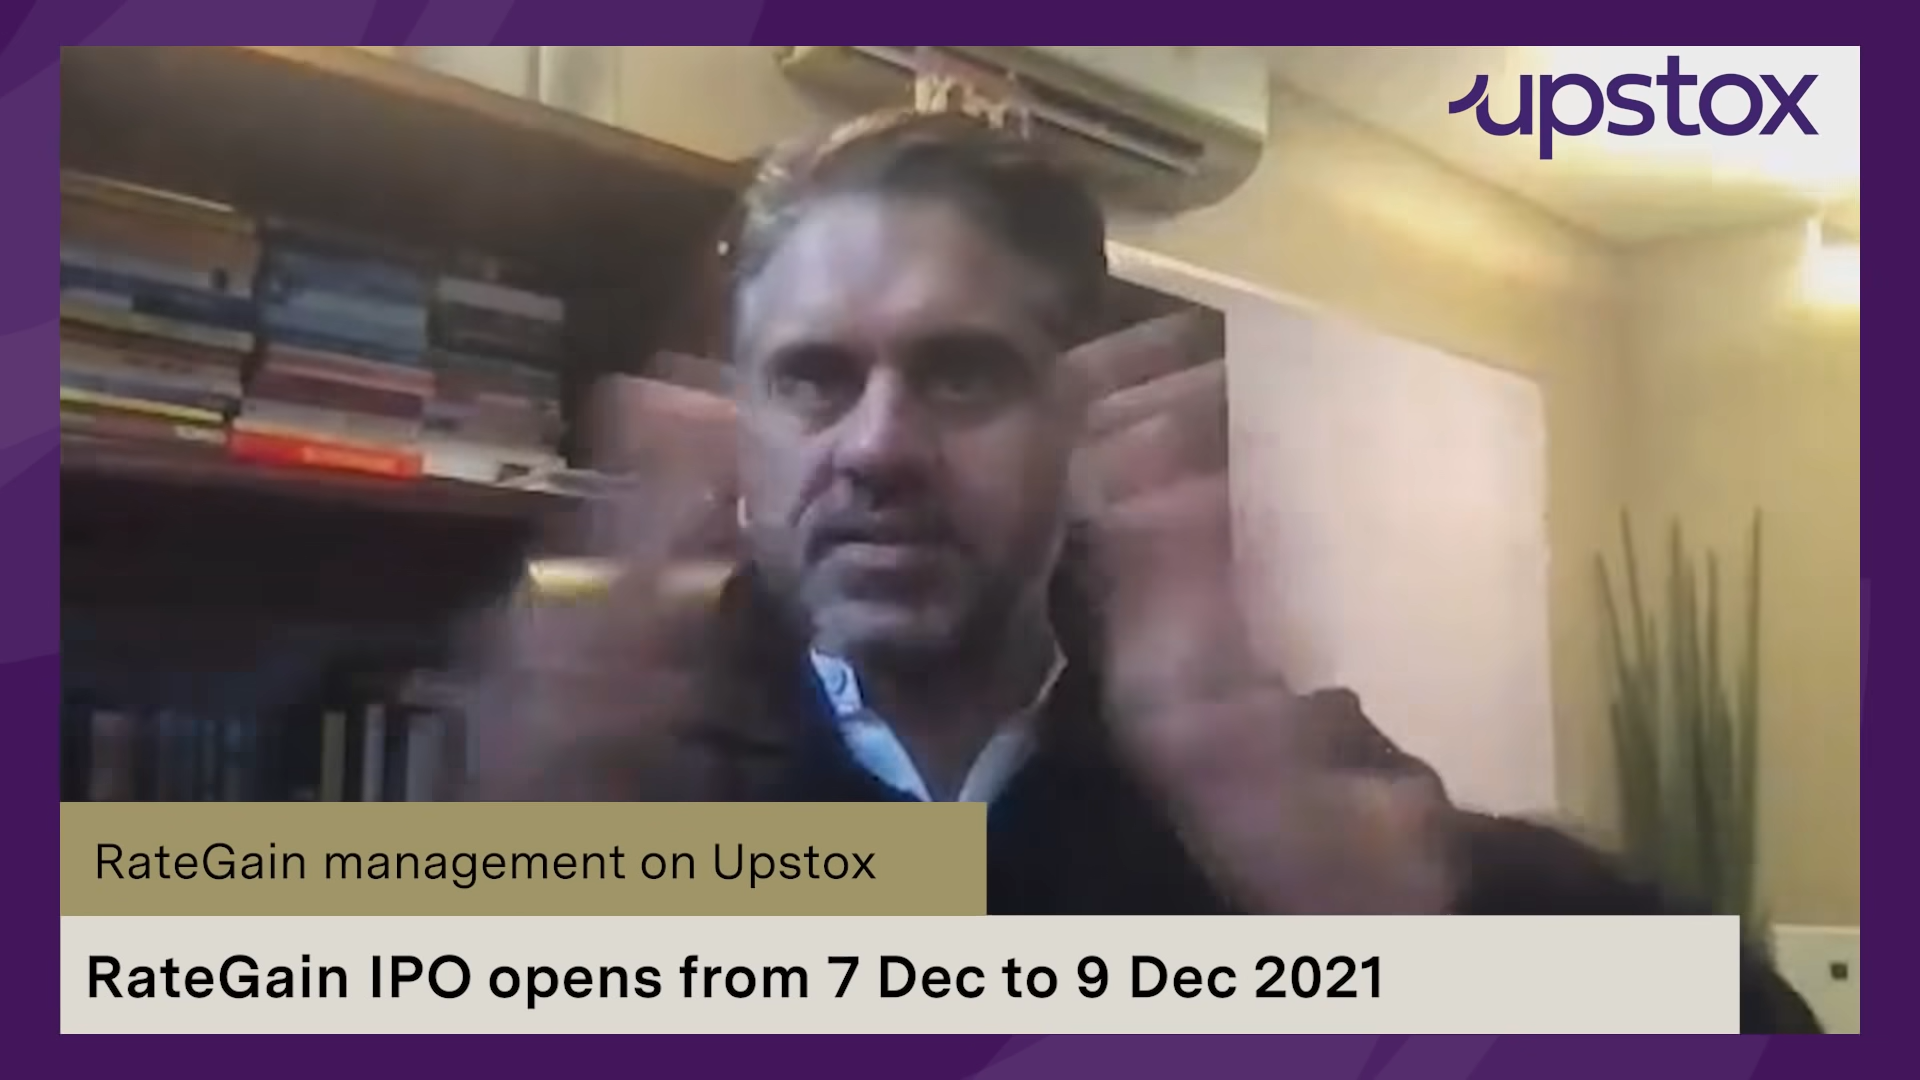 upstox
RateGain management on Upstox
RateGain IPO opens from 7 Dec to 9 Dec 2021